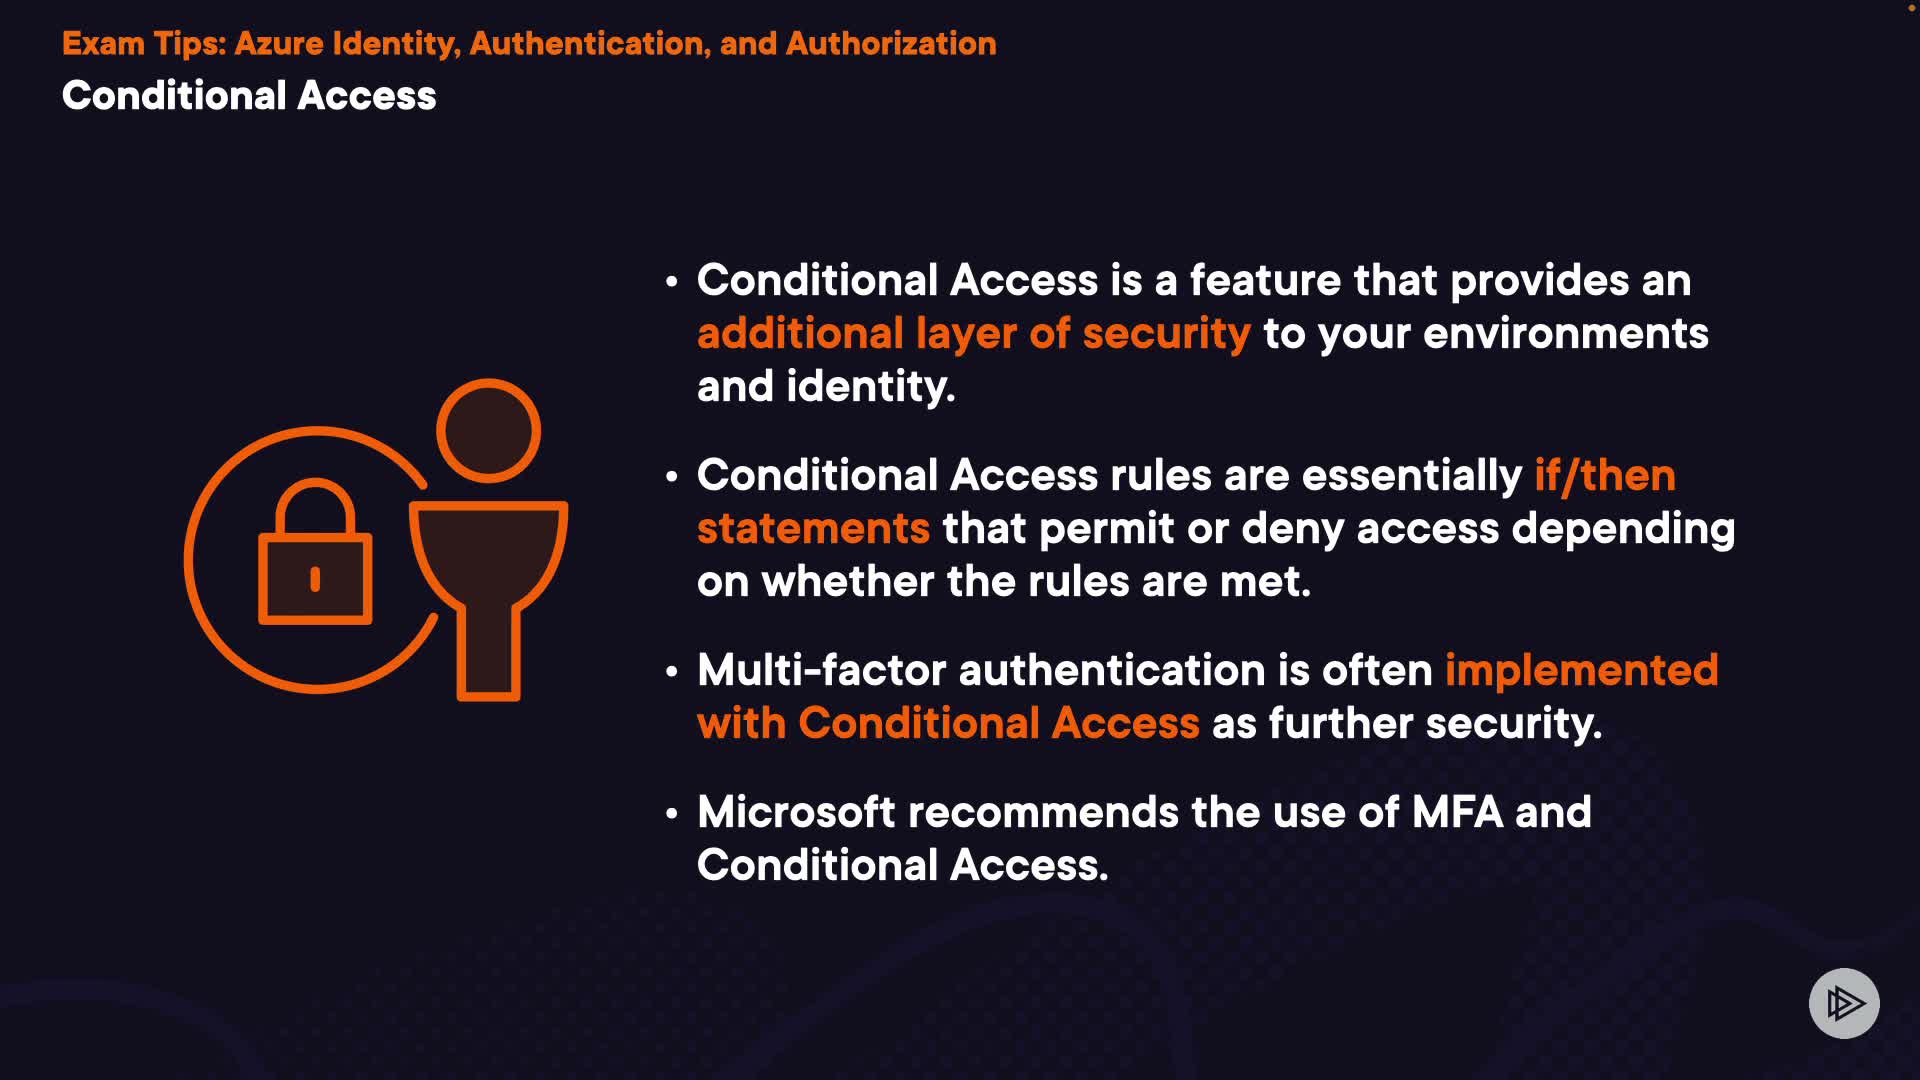 Exam Tips: Azure Identity, Authentication, and Authorization
Conditional Access
• Conditional Access is a feature that provides an
additional layer of security to your environments
and identity.
• Conditional Access rules are essentially if/then
statements that permit or deny access depending
on whether the rules are met.
• Multi-factor authentication is often implemented
with Conditional Access as further security.
• Microsoft recommends the use of MFA and
Conditional Access.